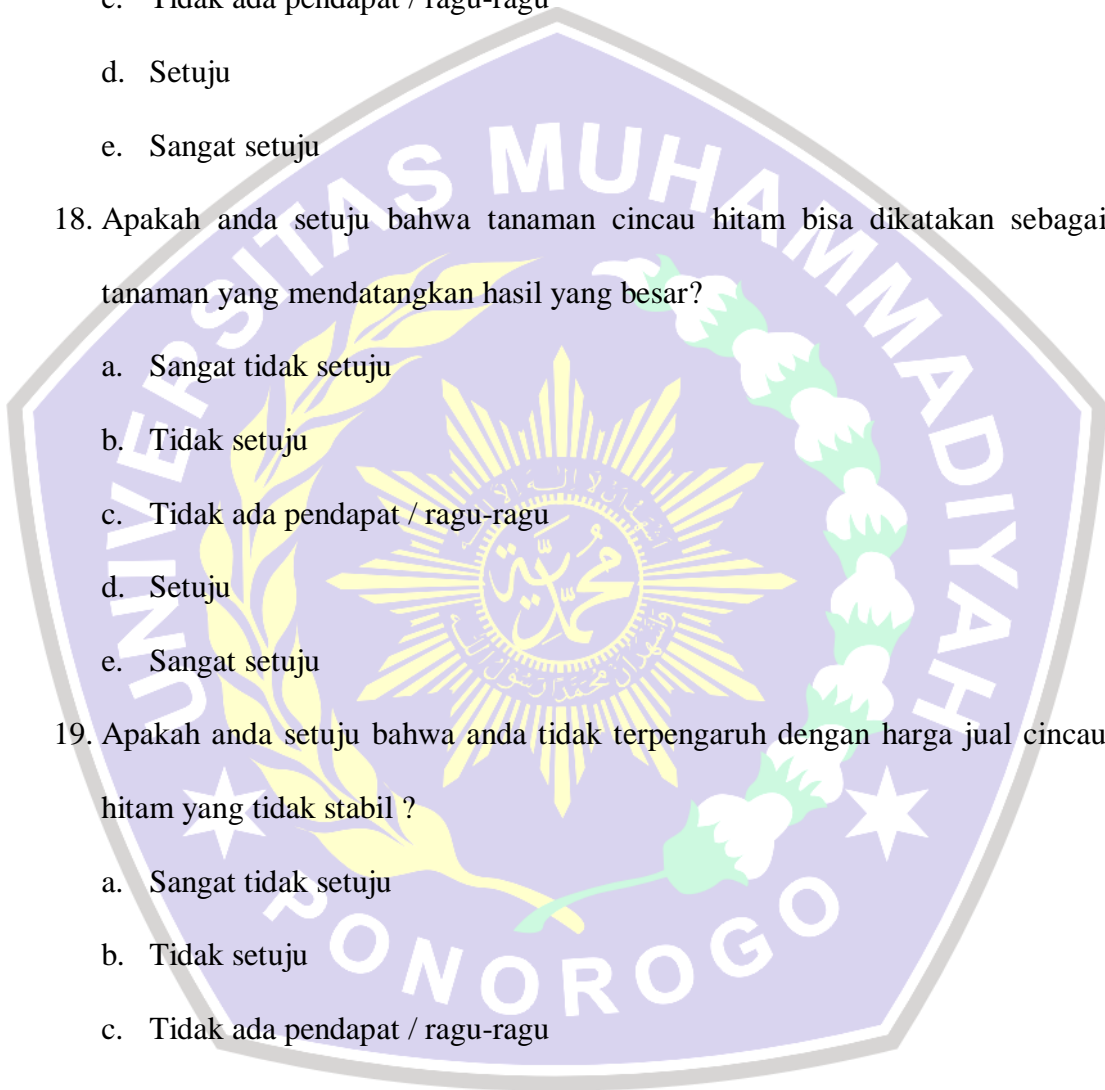 c. Tidak ada pendapat / ragu-ragu
d. Setuju
e. Sangat setuju
18. Apakah anda setuju bahwa tanaman cincau hitam bisa dikatakan sebagai
tanaman yang mendatangkan hasil yang besar?
a. Sangat tidak setuju
b. Tidak setuju
c. Tidak ada pendapat / ragu-ragu
d. Setuju
e. Sangat setuju
19. Apakah anda setuju bahwa anda tidak terpengaruh dengan harga jual cincau
hitam yang tidak stabil ?
a. Sangat tidak setuju
b. Tidak setuju
c. Tidak ada pendapat / ragu-ragu
UNIVERSITAS MUHAMMADIYAH
PONOROGO